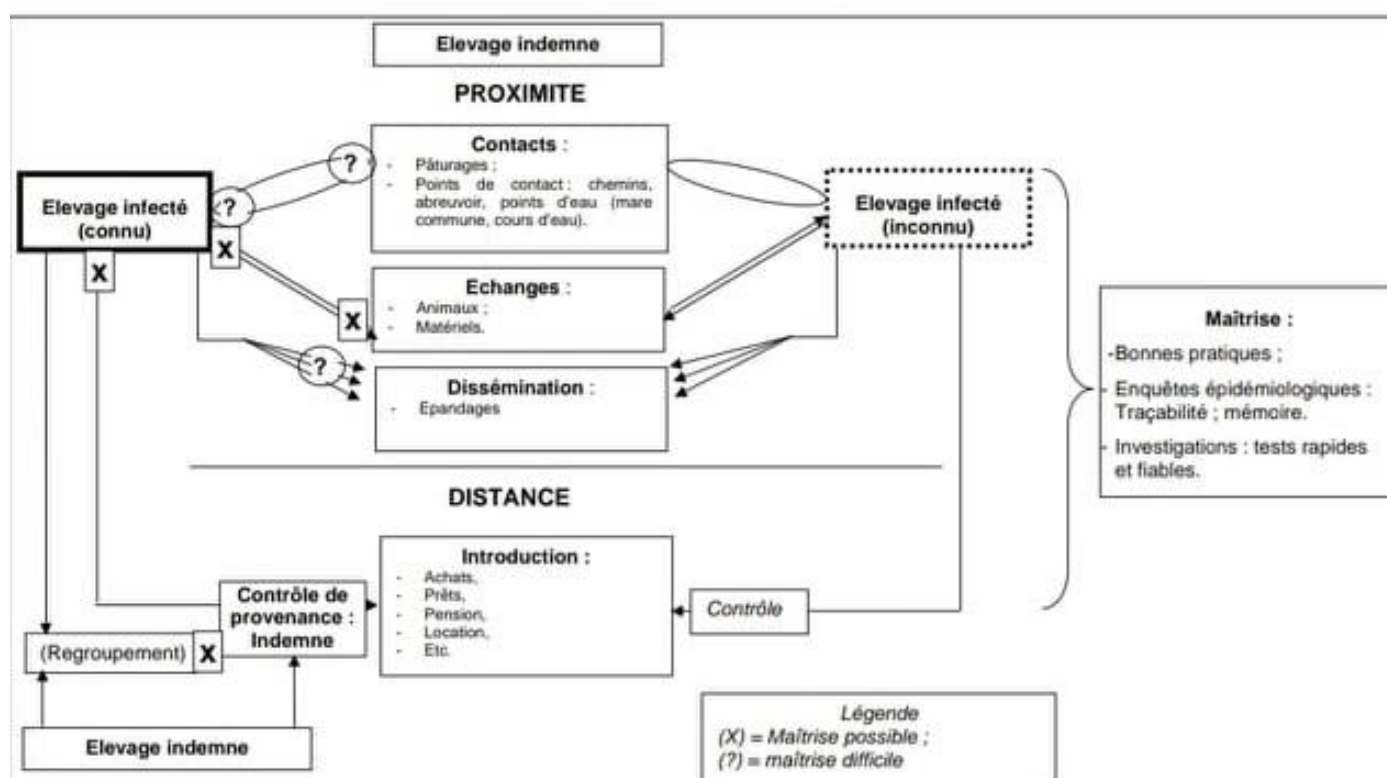 Elevage indemne
PROXIMITE
Contacts :
- Pâturages ;
- Points de contact : chemins,
abreuvoir, points d'eau (mare
commune, cours d'eau).
?
?
Elevage infecté
(connu)
X
X
Elevage infecté
(inconnu)
Echanges :
- Animaux ;
- Matériels.
X
?
Dissémination :
- Epandages
Maîtrise :
-Bonnes pratiques ;
- Enquêtes épidémiologiques :
Traçabilité ; mémoire.
- Investigations : tests rapides
et fiables.
DISTANCE
Introduction :
- Achats,
- Prêts,
- Pension,
- Location,
- Etc.
Contrôle de
provenance :
Indemne
Contrôle
(Regroupement)
X
Elevage indemne
Légende
(X) = Maîtrise possible ;
(?) = maîtrise difficile